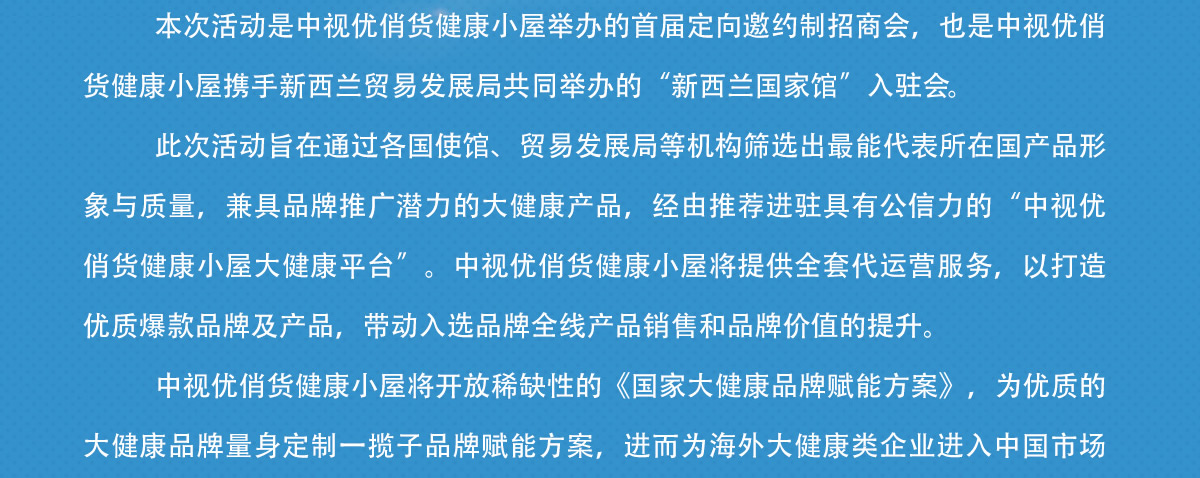 本次活动是中视优俏货健康小屋举办的首届定向邀约制招商会，也是中视优俏
货健康小屋携手新西兰贸易发展局共同举办的“新西兰国家馆”入驻会。
此次活动旨在通过各国使馆、贸易发展局等机构筛选出最能代表所在国产品形
象与质量，兼具品牌推广潜力的大健康产品，经由推荐进驻具有公信力的“中视优
俏货健康小屋大健康平台”。中视优俏货健康小屋将提供全套代运营服务，以打造
优质爆款品牌及产品，带动入选品牌全线产品销售和品牌价值的提升。
中视优俏货健康小屋将开放稀缺性的《国家大健康品牌赋能方案》，为优质的
大健康品牌量身定制一揽子品牌赋能方案，进而为海外大健康类企业进入中国市场